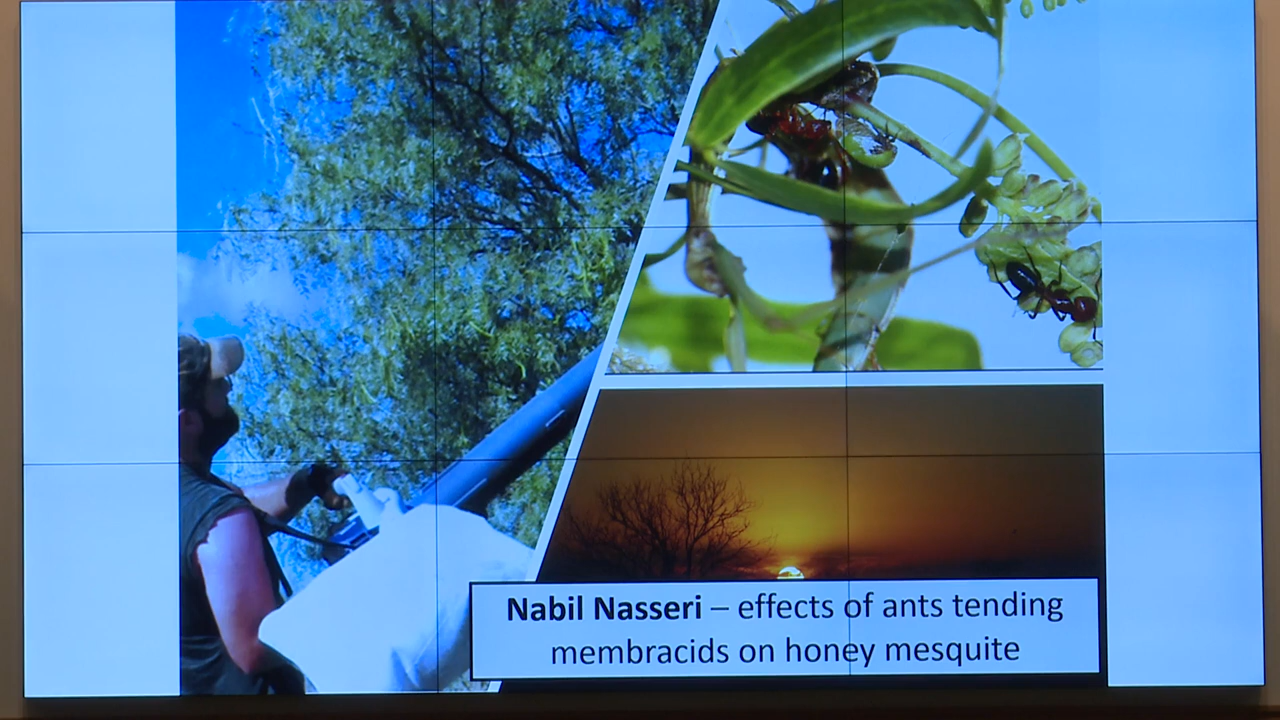 Nabil Nasseri – effects of ants tending
membracids on honey mesquite